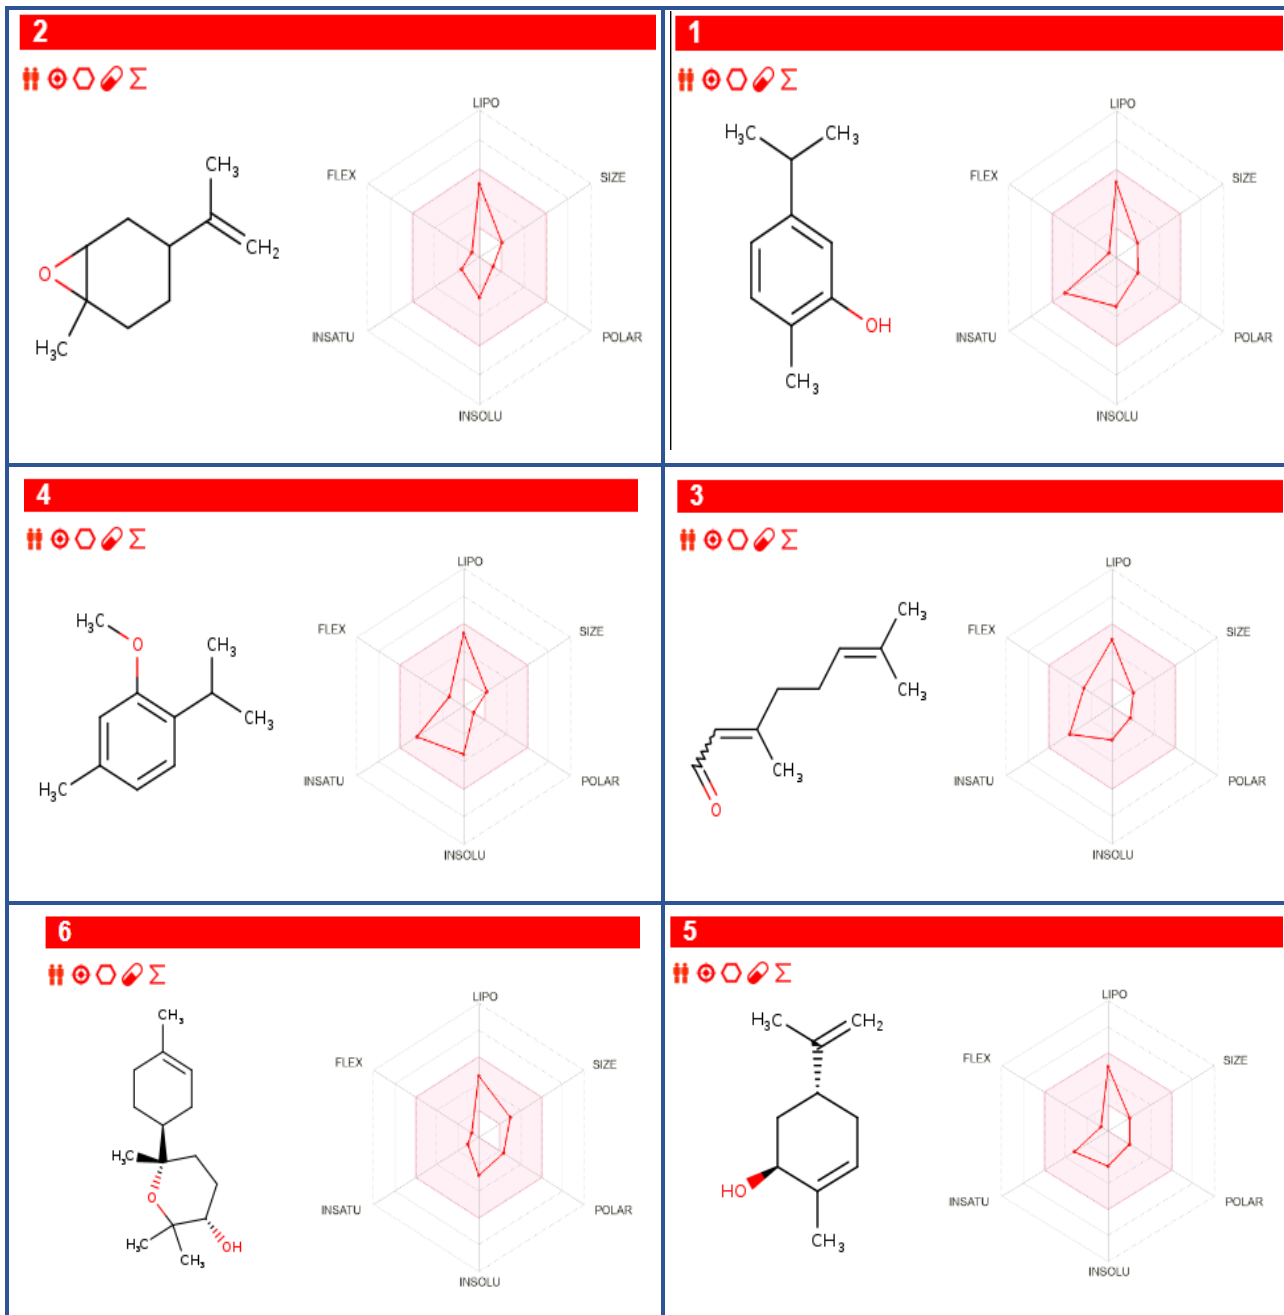 2
LIPO
FLEX
SIZE
INSATU
POLAR
INSOLU
CH₃
CH₂
O
H₃C
1
LIPO
FLEX
SIZE
INSATU
POLAR
INSOLU
H₃C
CH₃
OH
CH₃
4
LIPO
FLEX
SIZE
INSATU
POLAR
INSOLU
H₃C
O
CH₃
CH₃
H₃C
3
LIPO
FLEX
SIZE
INSATU
POLAR
INSOLU
CH₃
CH₃
CH₃
O
6
LIPO
FLEX
SIZE
INSATU
POLAR
INSOLU
CH₃
H₃C
O
H₃C
CH₃
OH
5
LIPO
FLEX
SIZE
INSATU
POLAR
INSOLU
H₃C
CH₂
HO
CH₃